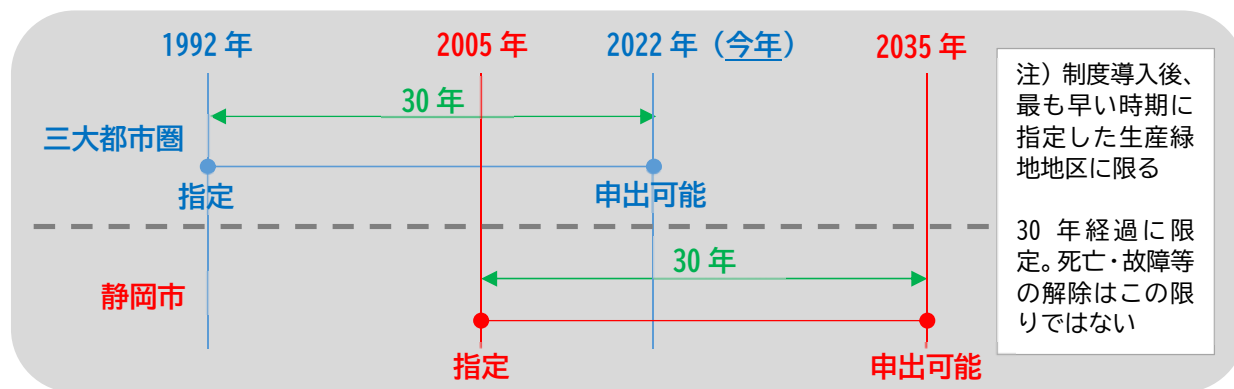 1992 年
2005 年
2022 年（今年）
2035 年
30 年
三大都市圏
指定
申出可能
30 年
静岡市
指定
申出可能
注）制度導入後、
最も早い時期に
指定した生産緑
地地区に限る
30 年経過に限
定。死亡・故障等
の解除はこの限
りではない